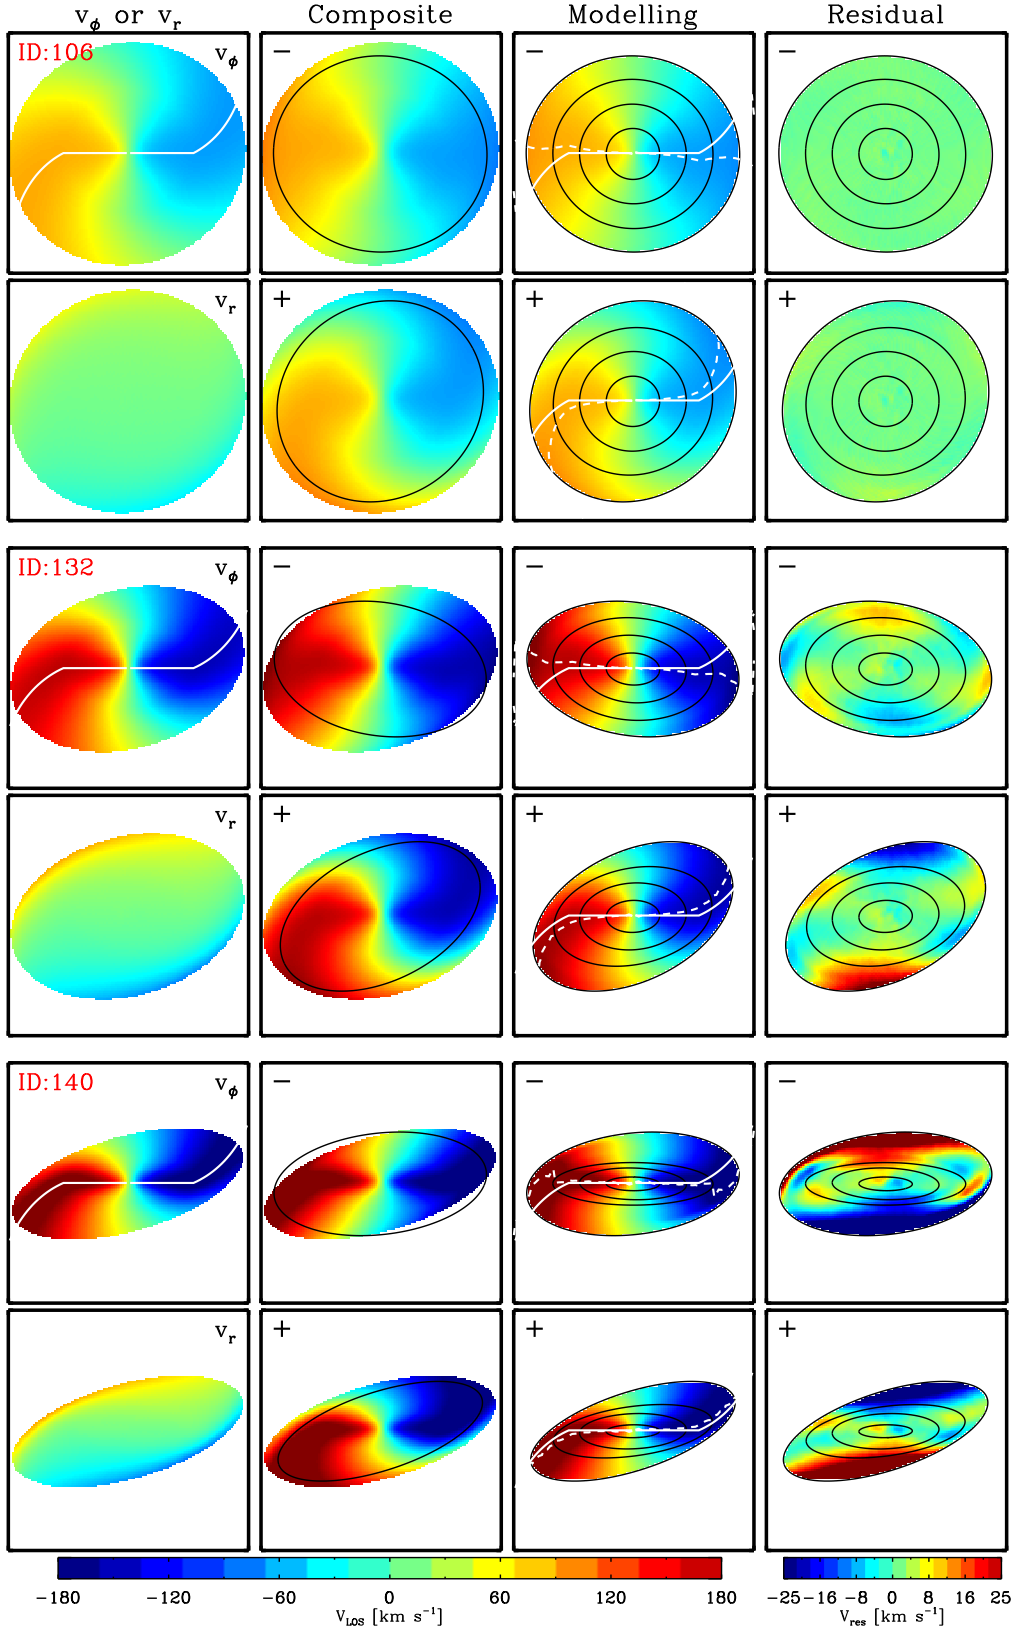 v_ϕ or v_r Composite Modelling Residual
ID:106 v_ϕ − − −
v_r + + +
ID:132 v_ϕ − − −
v_r + + +
ID:140 v_ϕ − − −
v_r + + +
−180 −120 −60 0 60 120 180 −25 −16 −8 0 8 16 25
V_LOS [km s⁻¹] V_res [km s⁻¹]